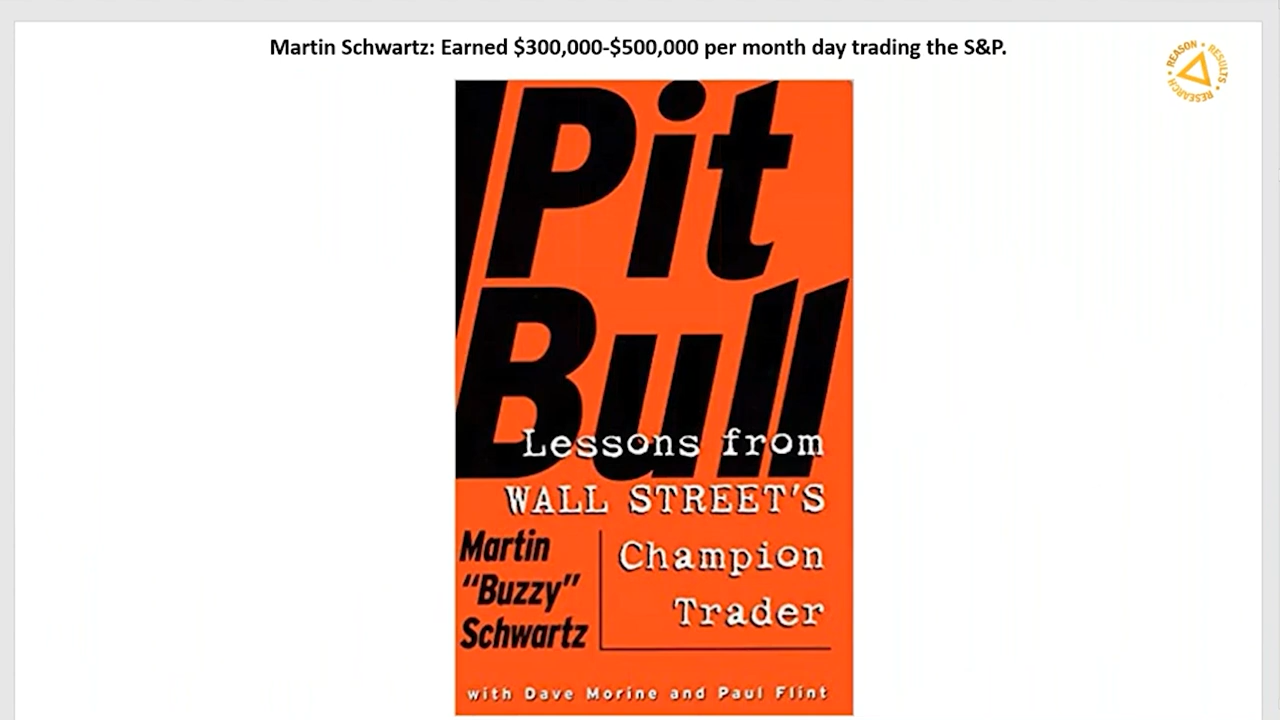 Martin Schwartz: Earned $300,000-$500,000 per month day trading the S&P.
REASON • RESULTS • RESEARCH •
Pit
Bull
Lessons from
WALL STREET'S
Champion
Trader
Martin
"Buzzy"
Schwartz
with Dave Morine and Paul Flint